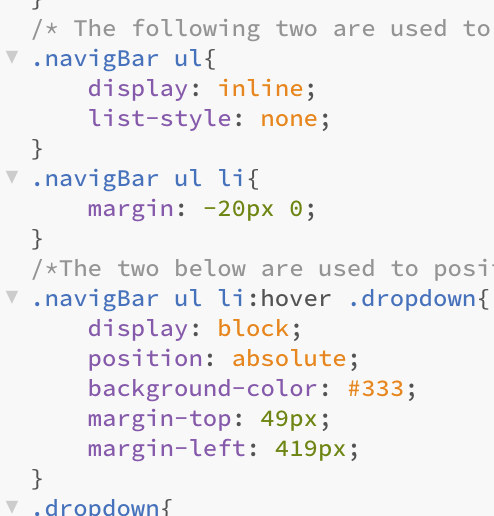 }
/* The following two are used to
.navigBar ul{
display: inline;
list-style: none;
}
.navigBar ul li{
margin: -20px 0;
}
/*The two below are used to posi
.navigBar ul li:hover .dropdown{
display: block;
position: absolute;
background-color: #333;
margin-top: 49px;
margin-left: 419px;
}
.dropdown{